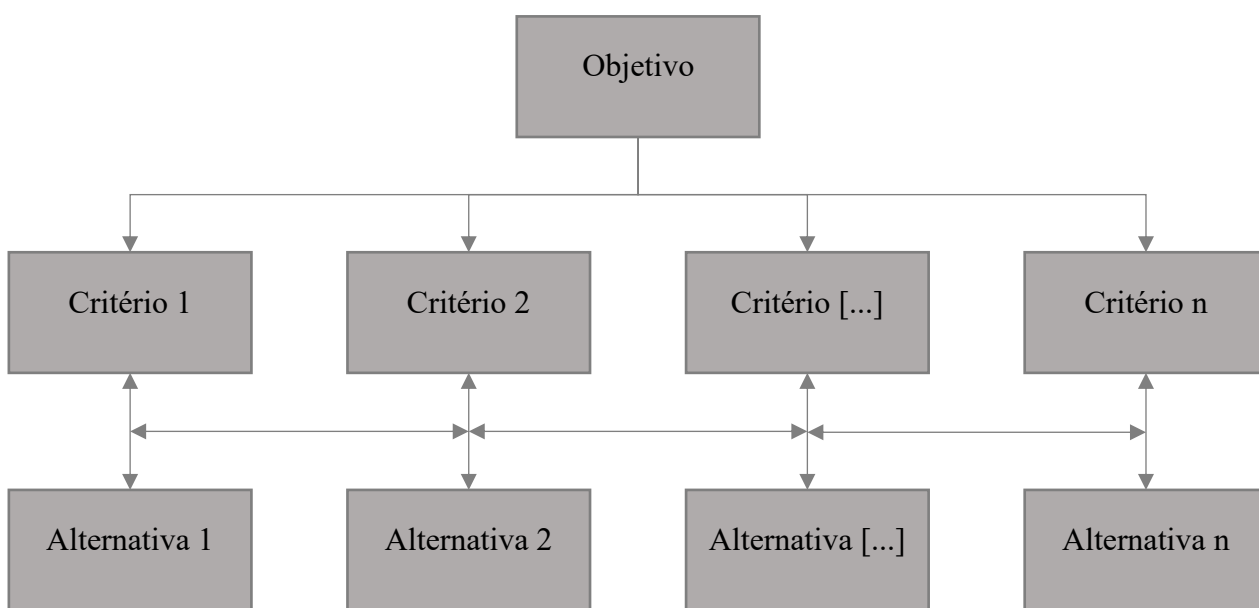 Objetivo
Critério 1
Critério 2
Critério [...]
Critério n
Alternativa 1
Alternativa 2
Alternativa [...]
Alternativa n